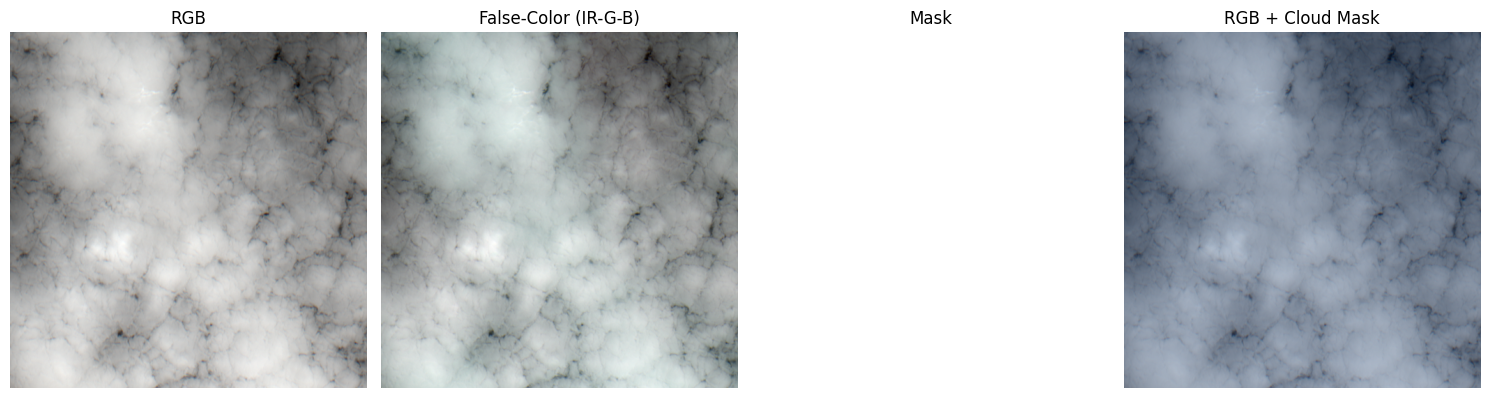 RGB
False-Color (IR-G-B)
Mask
RGB + Cloud Mask